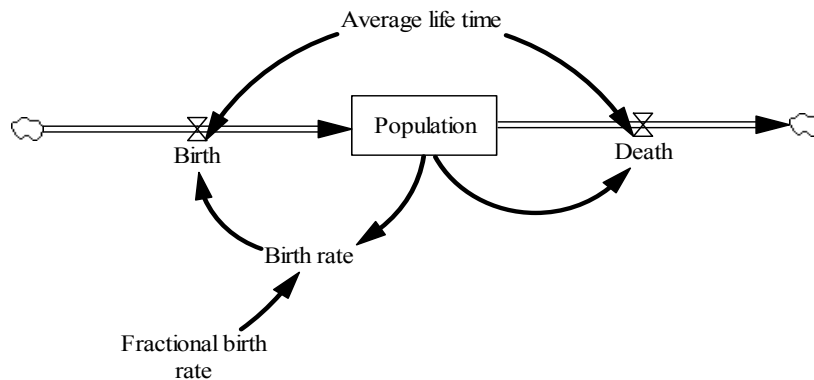 Average life time
Population
Birth
Death
Birth rate
Fractional birth
rate